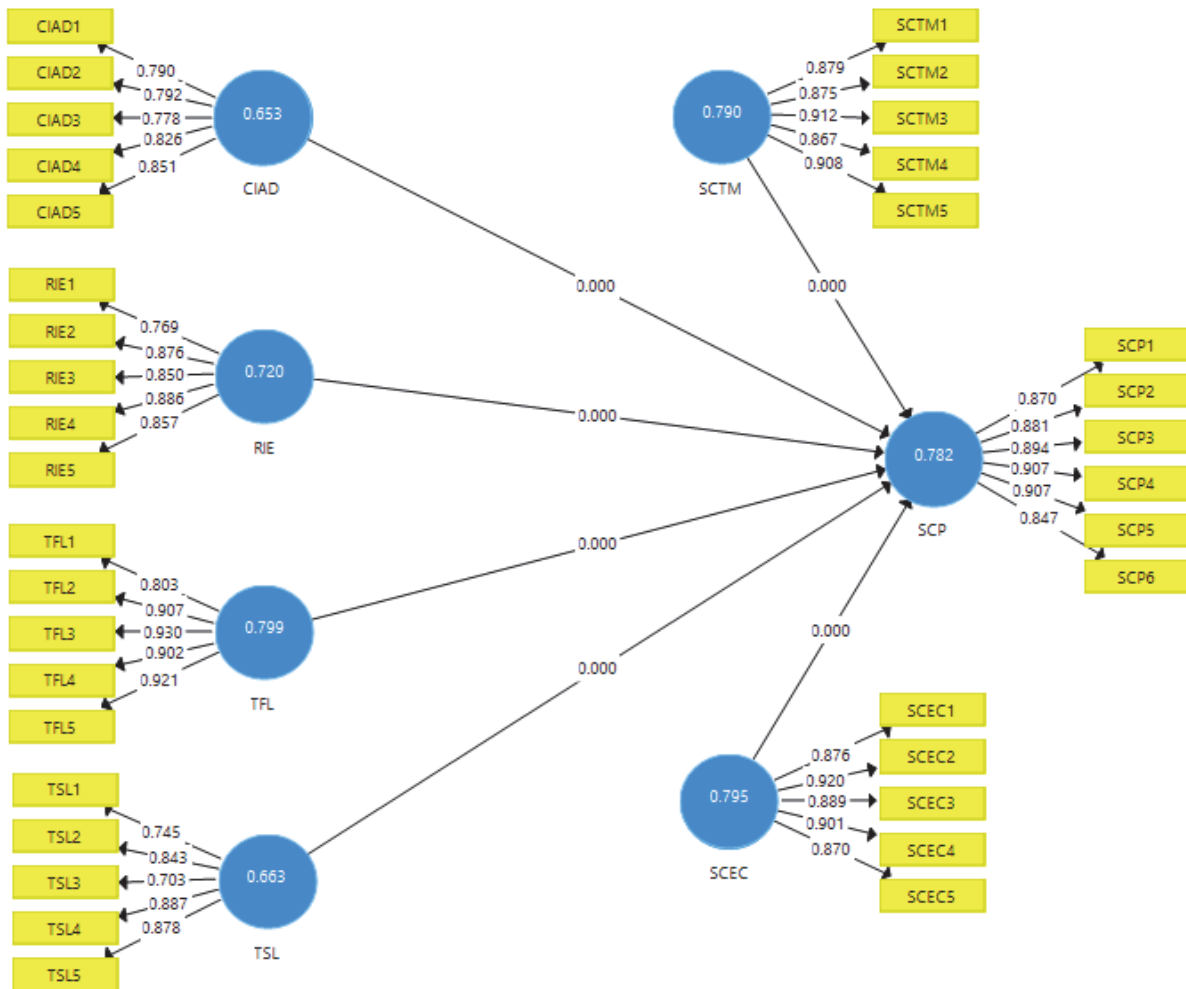 CIAD1
CIAD2
CIAD3
CIAD4
CIAD5
0.790
0.792
0.778
0.826
0.851
0.653
CIAD
SCTM1
SCTM2
SCTM3
SCTM4
SCTM5
0.879
0.875
0.912
0.867
0.908
0.790
SCTM
0.000
0.000
RIE1
RIE2
RIE3
RIE4
RIE5
0.769
0.876
0.850
0.886
0.857
0.720
RIE
0.000
SCP1
SCP2
SCP3
SCP4
SCP5
SCP6
0.870
0.881
0.894
0.907
0.907
0.847
0.782
SCP
TFL1
TFL2
TFL3
TFL4
TFL5
0.803
0.907
0.930
0.902
0.921
0.799
TFL
0.000
0.000
0.000
TSL1
TSL2
TSL3
TSL4
TSL5
0.745
0.843
0.703
0.887
0.878
0.663
TSL
SCEC1
SCEC2
SCEC3
SCEC4
SCEC5
0.876
0.920
0.889
0.901
0.870
0.795
SCEC